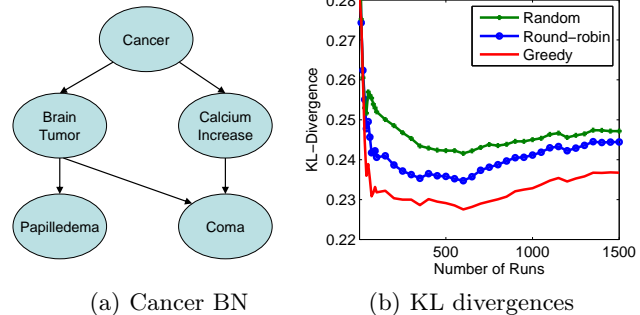 Cancer
Brain
Tumor
Calcium
Increase
Papilledema
Coma
(a) Cancer BN
0.28
0.27
0.26
0.25
0.24
0.23
0.22
KL-Divergence
Random
Round-robin
Greedy
500
1000
1500
Number of Runs
(b) KL divergences